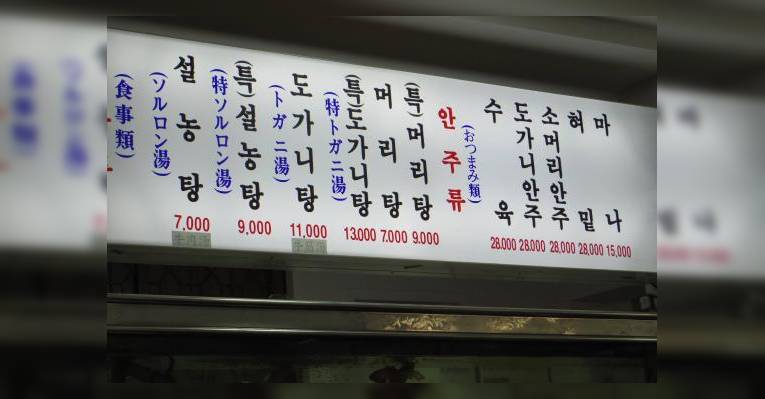 (食事類)
설농탕
(ソルロン湯)
7,000
(특)설농탕
(特ソルロン湯)
9,000
도가니탕
(トガニ湯)
11,000
(특)도가니탕
(特トガニ湯)
13.000
머리탕
7.000
(특)머리탕
9.000
안주류
(おつまみ類)
수육
28.000
도가니안주
28.000
소머리안주
28,000
혀밑
28,000
마나
15,000